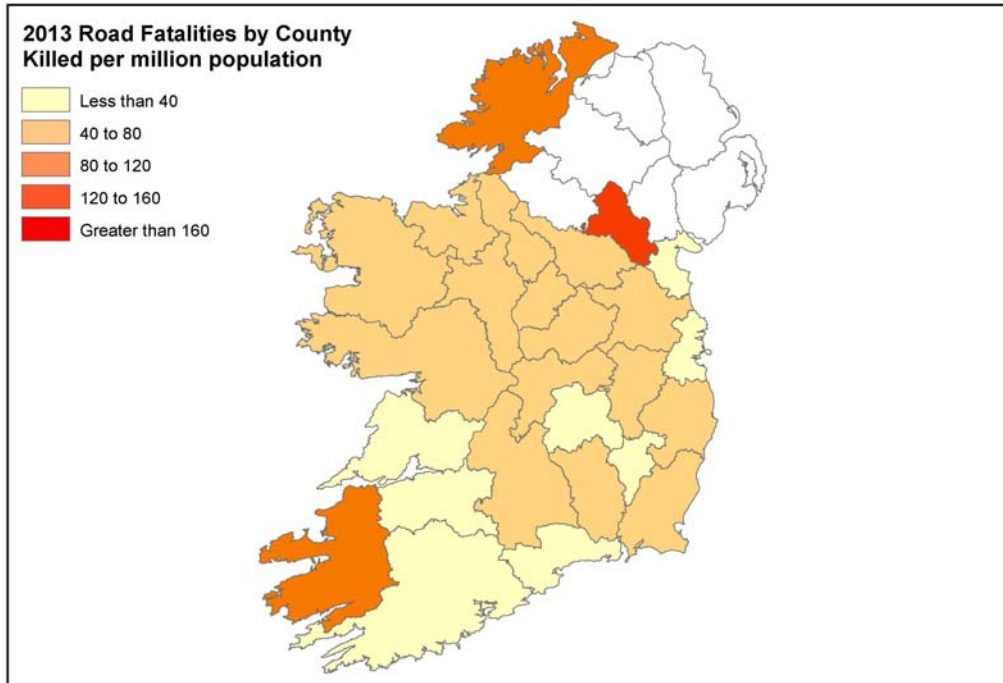 2013 Road Fatalities by County
Killed per million population
Less than 40
40 to 80
80 to 120
120 to 160
Greater than 160